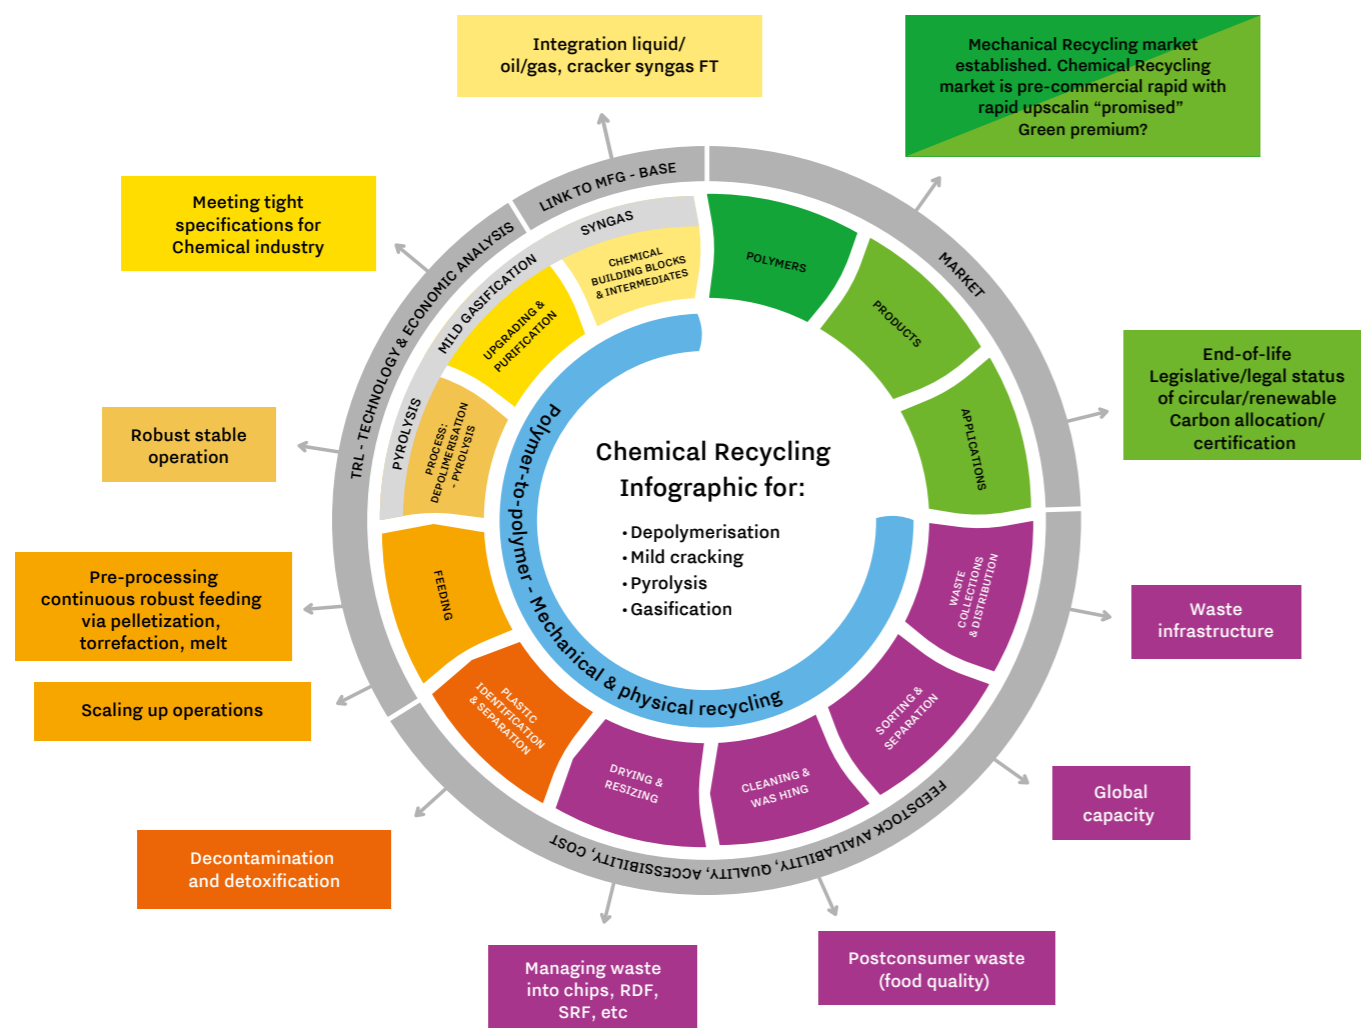 Integration liquid/
oil/gas, cracker syngas FT
Mechanical Recycling market
established. Chemical Recycling
market is pre-commercial rapid with
rapid upscalin “promised”
Green premium?
Meeting tight
specifications for
Chemical industry
End-of-life
Legislative/legal status
of circular/renewable
Carbon allocation/
certification
Robust stable
operation
Pre-processing
continuous robust feeding
via pelletization,
torrefaction, melt
Waste
infrastructure
Scaling up operations
Global
capacity
Decontamination
and detoxification
Postconsumer waste
(food quality)
Managing waste
into chips, RDF,
SRF, etc
TRL - TECHNOLOGY & ECONOMIC ANALYSIS
LINK TO MFG - BASE
MARKET
FEEDSTOCK AVAILABILITY, QUALITY, ACCESSIBILITY, COST
PYROLYSIS
MILD GASIFICATION
SYNGAS
POLYMERS
PRODUCTS
APPLICATIONS
WASTE
COLLECTIONS
& DISTRIBUTION
SORTING &
SEPARATION
CLEANING &
WAS HING
DRYING &
RESIZING
PLASTIC
IDENTIFICATION
& SEPARATION
FEEDING
PROCESS:
DEPOLIMERISATION
- PYROLYSIS
UPGRADING &
PURIFICATION
CHEMICAL
BUILDING BLOCKS
& INTERMEDIATES
Polymer-to-polymer - Mechanical & physical recycling
Chemical Recycling
Infographic for:
• Depolymerisation
• Mild cracking
• Pyrolysis
• Gasification